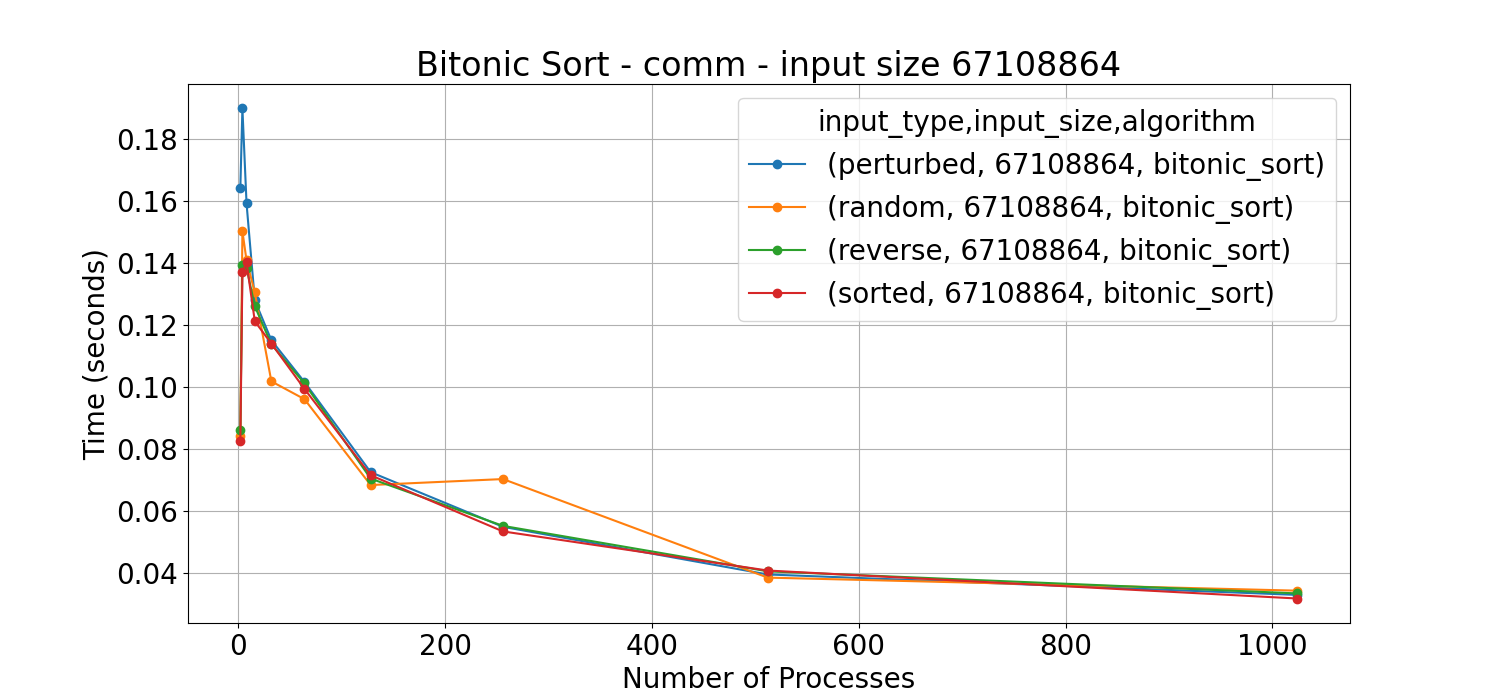 Bitonic Sort - comm - input size 67108864
input_type,input_size,algorithm
(perturbed, 67108864, bitonic_sort)
(random, 67108864, bitonic_sort)
(reverse, 67108864, bitonic_sort)
(sorted, 67108864, bitonic_sort)
Time (seconds)
0.18
0.16
0.14
0.12
0.10
0.08
0.06
0.04
0 200 400 600 800 1000
Number of Processes